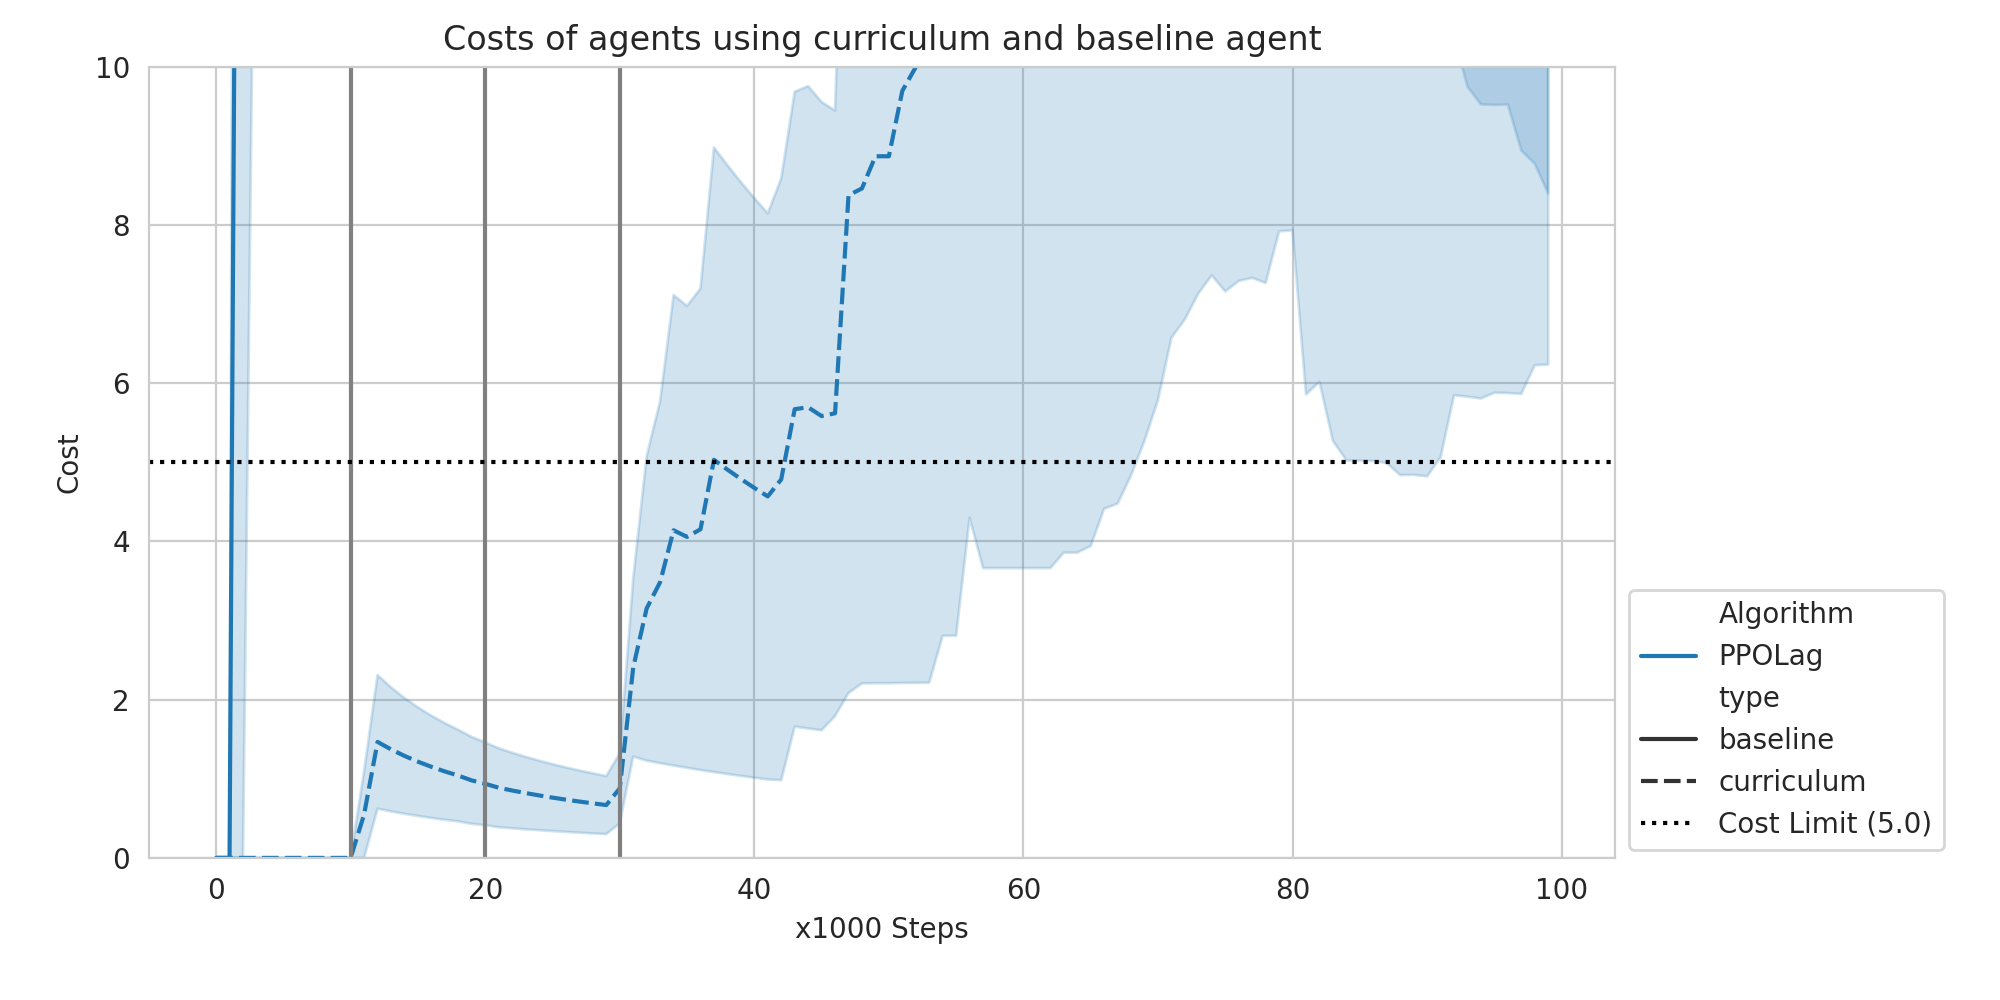 Costs of agents using curriculum and baseline agent
10
8
6
4
2
0
Cost
0 20 40 60 80 100
x1000 Steps
Algorithm
PPOLag
type
baseline
curriculum
Cost Limit (5.0)